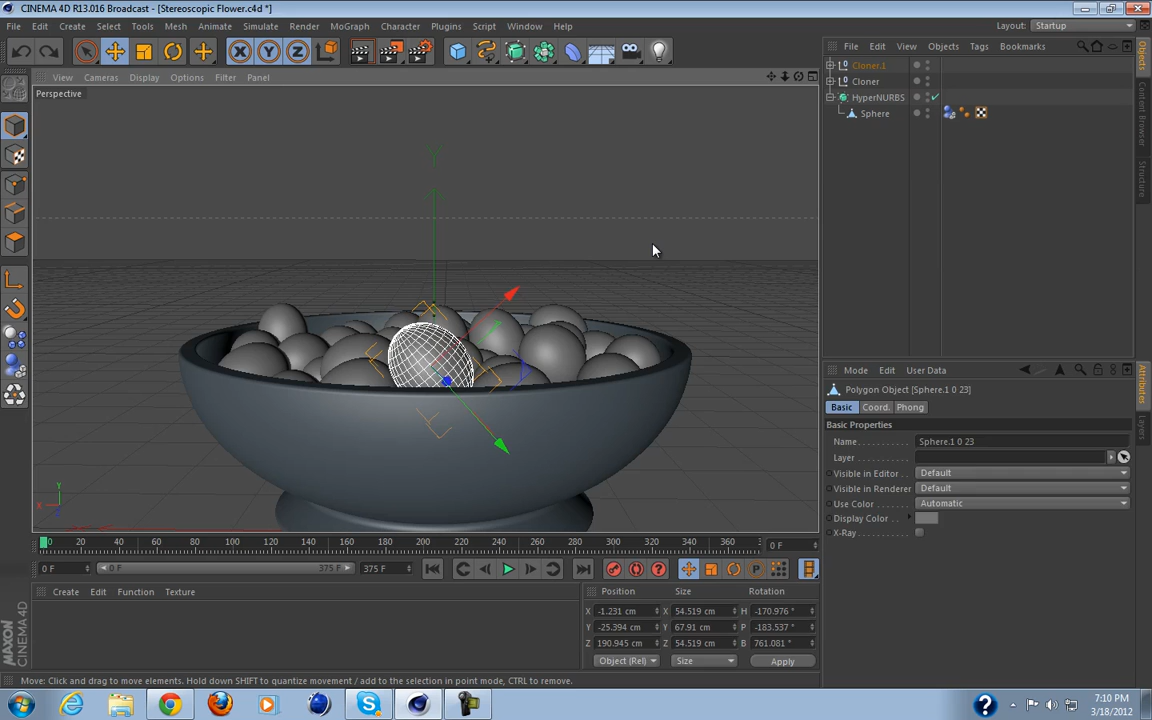 CINEMA 4D R13.016 Broadcast - [Stereoscopic Flower.c4d *]
File Edit Create Select Tools Mesh Animate Simulate Render MoGraph Character Plugins Script Window Help
Layout: Startup
File Edit View Objects Tags Bookmarks
View Cameras Display Options Filter Panel
Perspective
Cloner.1
Cloner
HyperNURBS
Sphere
Objects
Content Browser
Structure
Mode Edit User Data
Polygon Object [Sphere.1 0 23]
Basic Coord. Phong
Basic Properties
Name Sphere.1 0 23
Layer
Visible in Editor Default
Visible in Renderer Default
Use Color Automatic
Display Color
X-Ray
Attributes
Layers
Y
X
Z
0 20 40 60 80 100 120 140 160 180 200 220 240 260 280 300 320 340 360 0 F
0 F 0 F 375 F 375 F
Create Edit Function Texture
Position Size Rotation
X -1.231 cm X 54.519 cm H -170.976 °
Y -25.394 cm Y 67.91 cm P -183.537 °
Z 190.945 cm Z 54.519 cm B 761.081 °
Object (Rel) Size Apply
MAXON CINEMA4D
Move: Click and drag to move elements. Hold down SHIFT to quantize movement / add to the selection in point mode, CTRL to remove.
7:10 PM
3/18/2012